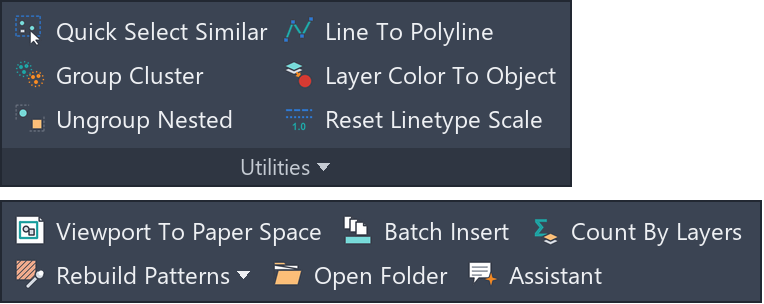 Quick Select Similar Line To Polyline
Group Cluster Layer Color To Object
Ungroup Nested 1.0 Reset Linetype Scale
Utilities
Viewport To Paper Space Batch Insert Count By Layers
Rebuild Patterns Open Folder Assistant